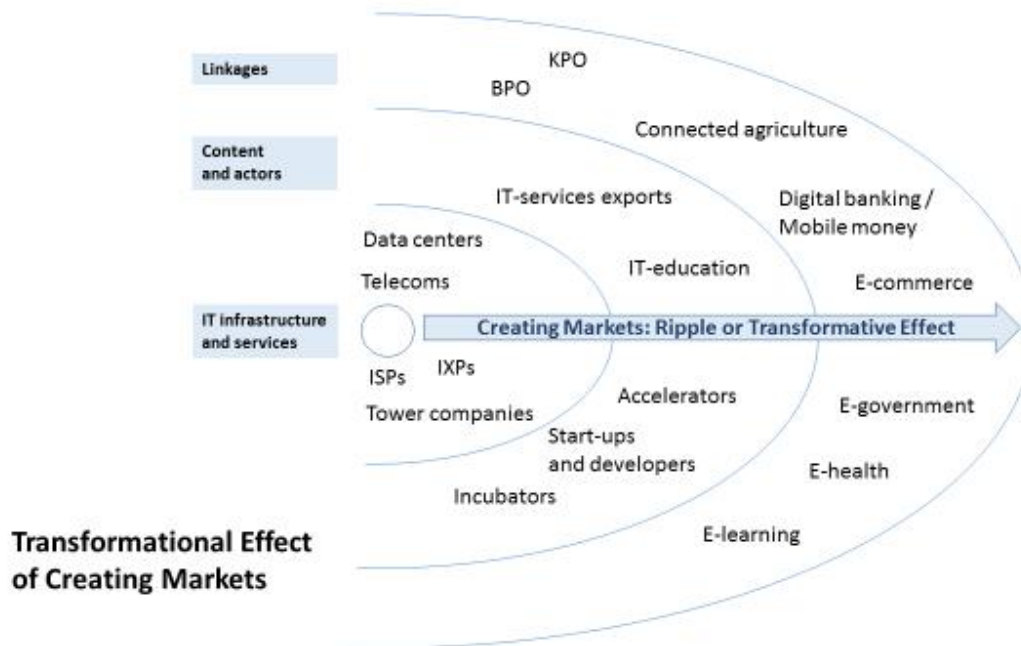 Linkages
KPO
BPO
Connected agriculture
Content
and actors
IT-services exports
Digital banking /
Mobile money
Data centers
IT-education
Telecoms
E-commerce
IT infrastructure
and services
Creating Markets: Ripple or Transformative Effect
IXPs
ISPs
Accelerators
E-government
Tower companies
Start-ups
and developers
E-health
Incubators
E-learning
Transformational Effect
of Creating Markets